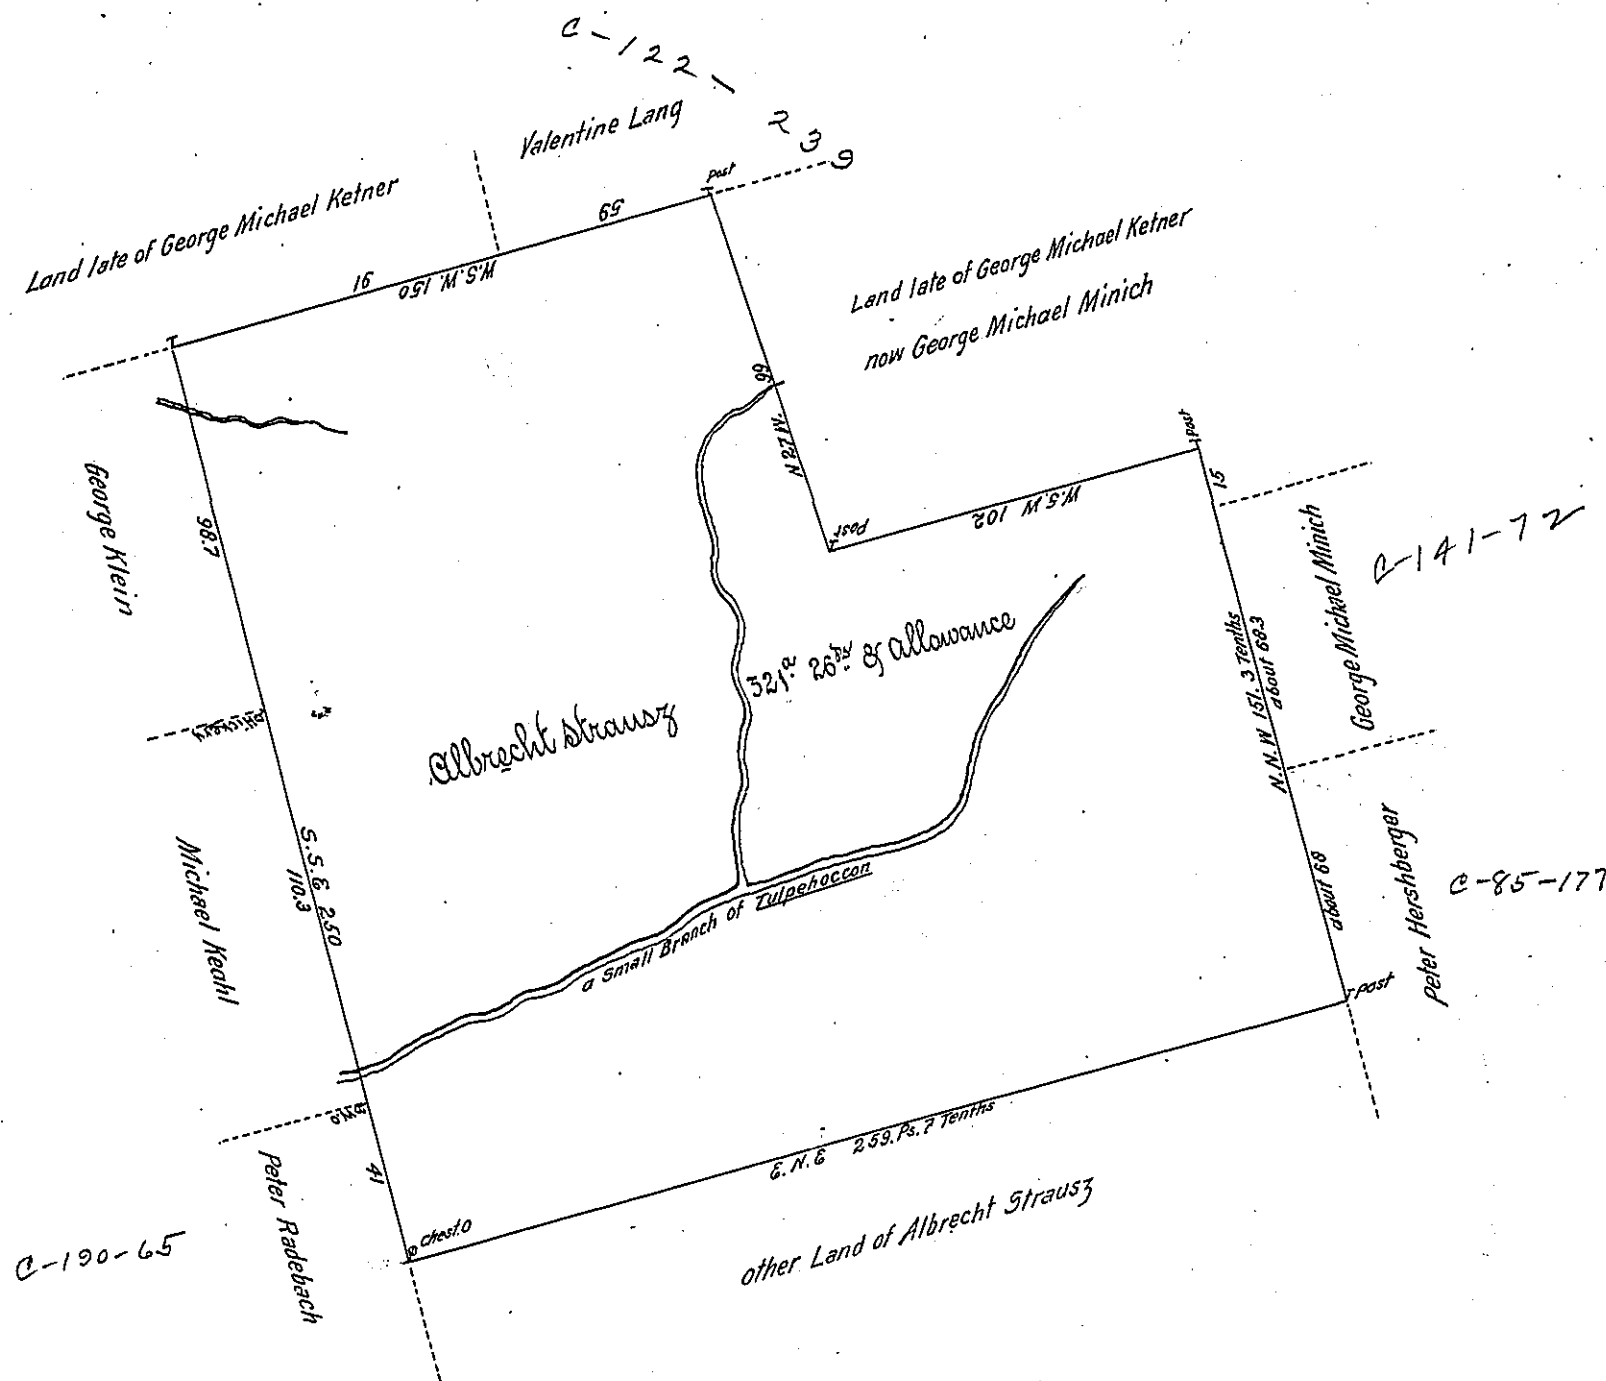 C-122-239
Valentine Lang
Land late of George Michael Ketner
Post
59
91
W.S.W. 150
Land late of George Michael Ketner
now George Michael Minich
99
N 22 W.
Post
Post
W.S.W 102
15
George Klein
98.7
George Michael Minich
C-141-72
N.N.W 151. 3 Tenths
about 68.3
321a. 26ps & allowance
Albrecht Strausz
Hickory
Michael Keahl
S.S.E 250
110.3
Peter Hershberger
C-85-177
about 68
a Small Branch of Tulpehoccon
Post
41
E.N.E 259. Ps. 7 Tenths
Chest. O
Peter Radebach
C-190-65
other Land of Albrecht Strausz